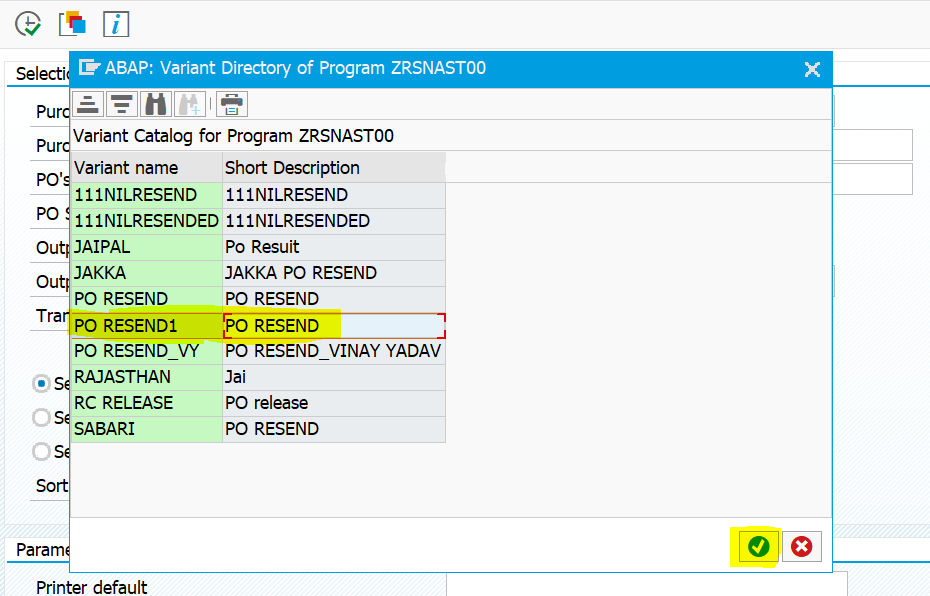 ABAP: Variant Directory of Program ZRSNAST00
Variant Catalog for Program ZRSNAST00
Variant name Short Description
111NILRESEND 111NILRESEND
111NILRESENDED 111NILRESENDED
JAIPAL Po Resuit
JAKKA JAKKA PO RESEND
PO RESEND PO RESEND
PO RESEND1 PO RESEND
PO RESEND_VY PO RESEND_VINAY YADAV
RAJASTHAN Jai
RC RELEASE PO release
SABARI PO RESEND
Selectio
Purc
Purc
PO's
PO S
Outp
Outp
Tran
Se
Se
Se
Sort
Parame
Printer default